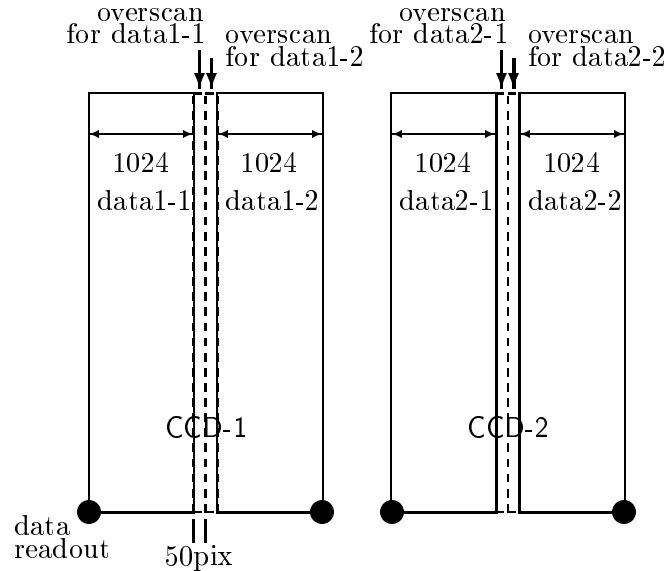 overscan
for data1-1
overscan
for data1-2
overscan
for data2-1
overscan
for data2-2
1024
data1-1
1024
data1-2
1024
data2-1
1024
data2-2
CCD-1
CCD-2
data
readout
50pix